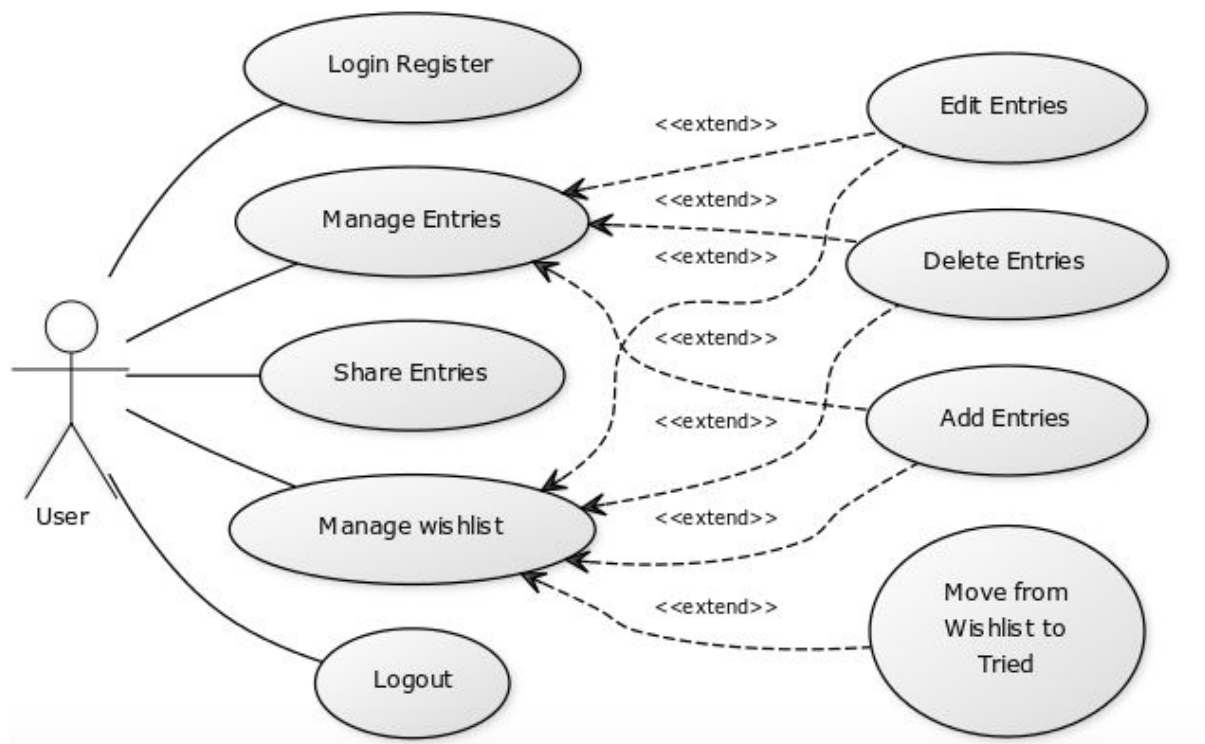 Login Register
Edit Entries
<<extend>>
Manage Entries
<<extend>>
<<extend>>
Delete Entries
<<extend>>
Share Entries
<<extend>>
Add Entries
User
Manage wishlist
<<extend>>
<<extend>>
Move from
Wishlist to
Tried
Logout